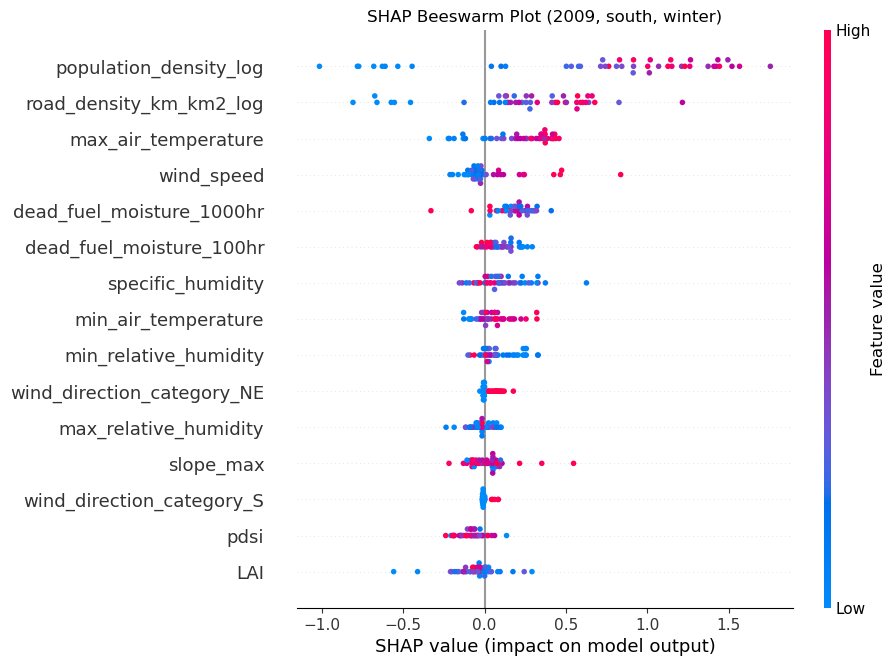 SHAP Beeswarm Plot (2009, south, winter)
High
population_density_log
road_density_km_km2_log
max_air_temperature
wind_speed
dead_fuel_moisture_1000hr
dead_fuel_moisture_100hr
specific_humidity
min_air_temperature
min_relative_humidity
wind_direction_category_NE
max_relative_humidity
slope_max
wind_direction_category_S
pdsi
LAI
Feature value
Low
−1.0 −0.5 0.0 0.5 1.0 1.5
SHAP value (impact on model output)